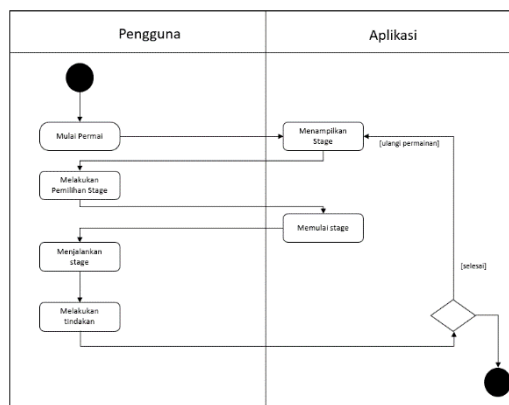 Pengguna
Aplikasi
Mulai Permai
Menampilkan
Stage
[ulangi permainan]
Melakukan
Pemilihan Stage
Memulai stage
Menjalankan
stage
[selesai]
Melakukan
tindakan